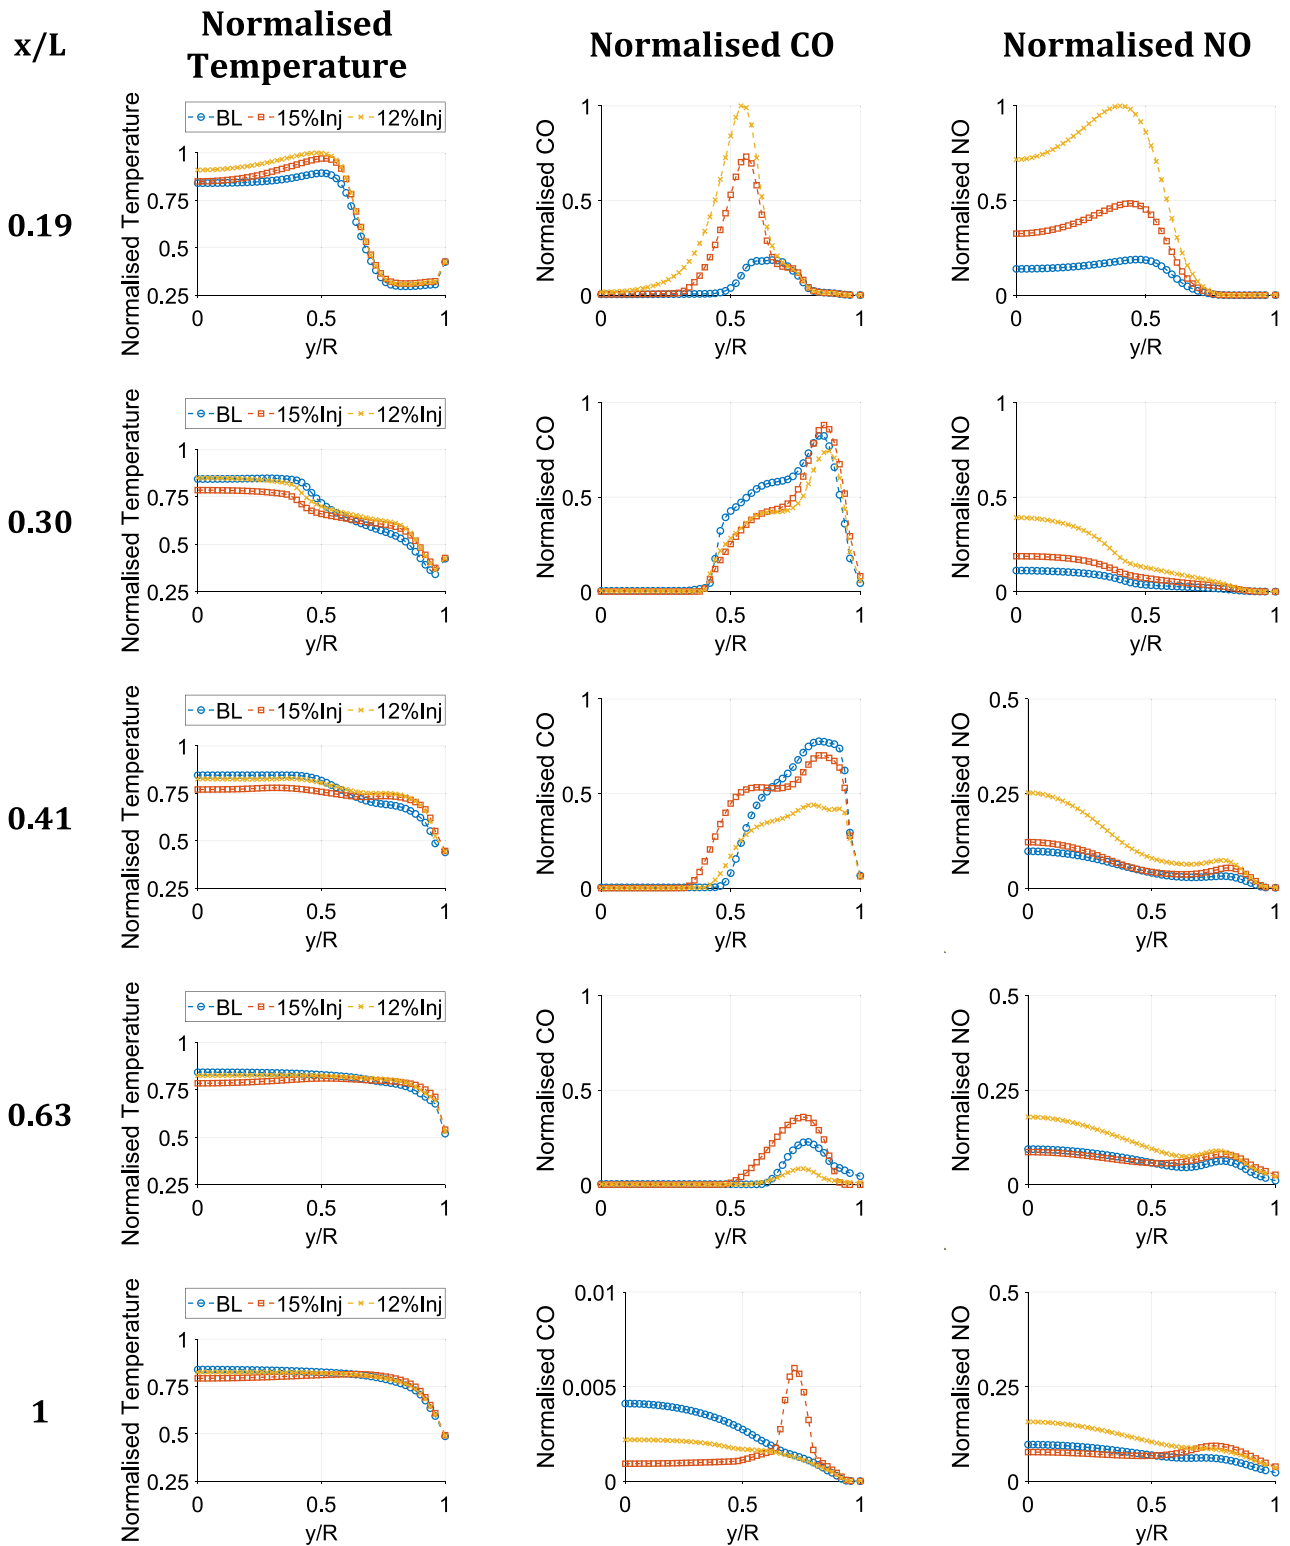 x/L
Normalised
Temperature
Normalised CO
Normalised NO
0.19
Normalised Temperature
BL 15%Inj 12%Inj
1
0.75
0.5
0.25
0 0.5 1
y/R
Normalised CO
1
0.5
0
0 0.5 1
y/R
Normalised NO
1
0.5
0
0 0.5 1
y/R
0.30
Normalised Temperature
BL 15%Inj 12%Inj
1
0.75
0.5
0.25
0 0.5 1
y/R
Normalised CO
1
0.5
0
0 0.5 1
y/R
Normalised NO
1
0.5
0
0 0.5 1
y/R
0.41
Normalised Temperature
BL 15%Inj 12%Inj
1
0.75
0.5
0.25
0 0.5 1
y/R
Normalised CO
1
0.5
0
0 0.5 1
y/R
Normalised NO
0.5
0.25
0
0 0.5 1
y/R
0.63
Normalised Temperature
BL 15%Inj 12%Inj
1
0.75
0.5
0.25
0 0.5 1
y/R
Normalised CO
1
0.5
0
0 0.5 1
y/R
Normalised NO
0.5
0.25
0
0 0.5 1
y/R
1
Normalised Temperature
BL 15%Inj 12%Inj
1
0.75
0.5
0.25
0 0.5 1
y/R
Normalised CO
0.01
0.005
0
0 0.5 1
y/R
Normalised NO
0.5
0.25
0
0 0.5 1
y/R